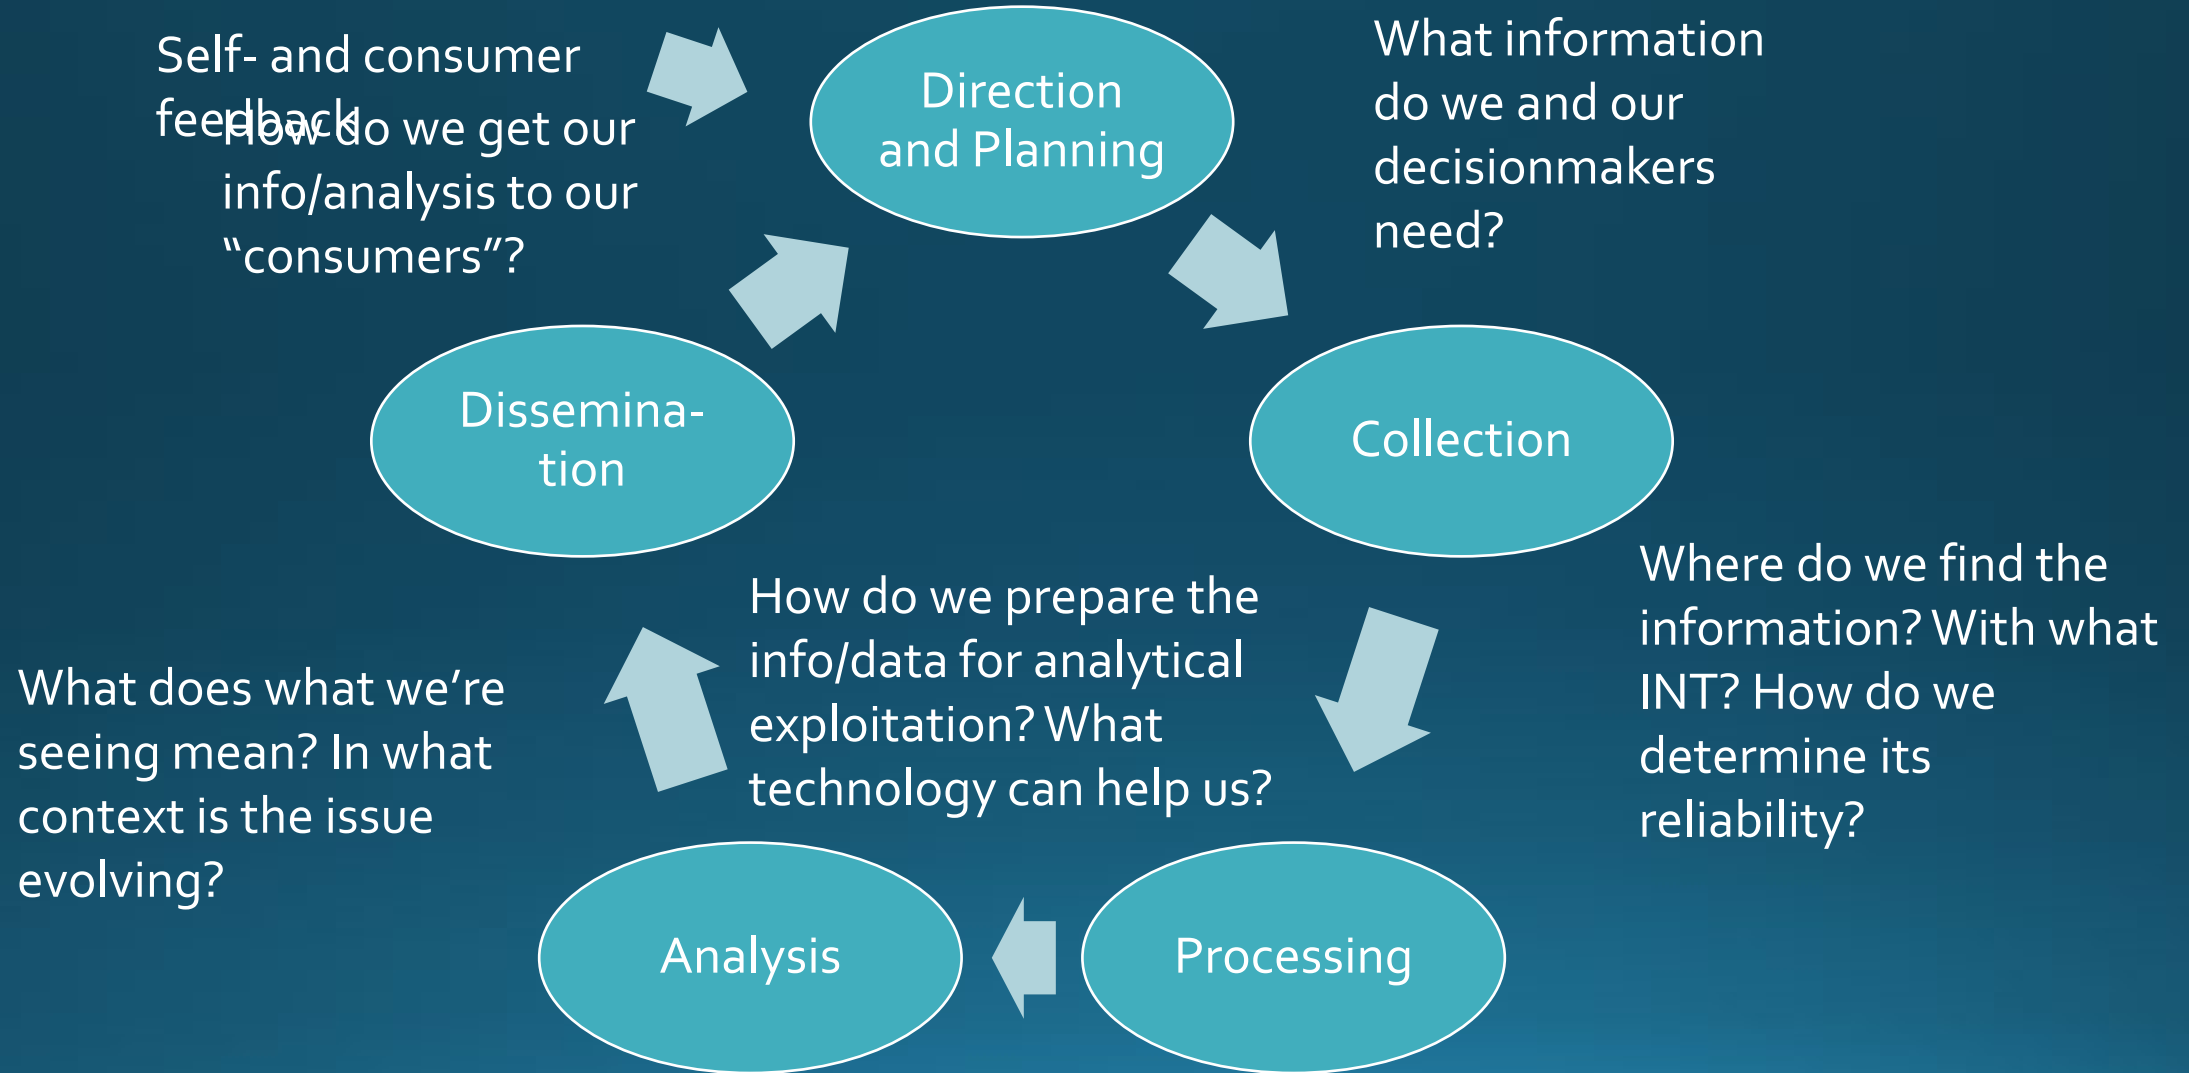 Self- and consumer
feedback
How do we get our
info/analysis to our
“consumers”?
Direction
and Planning
What information
do we and our
decisionmakers
need?
Dissemina-
tion
Collection
Where do we find the
information? With what
INT? How do we
determine its
reliability?
How do we prepare the
info/data for analytical
exploitation? What
technology can help us?
What does what we’re
seeing mean? In what
context is the issue
evolving?
Analysis
Processing